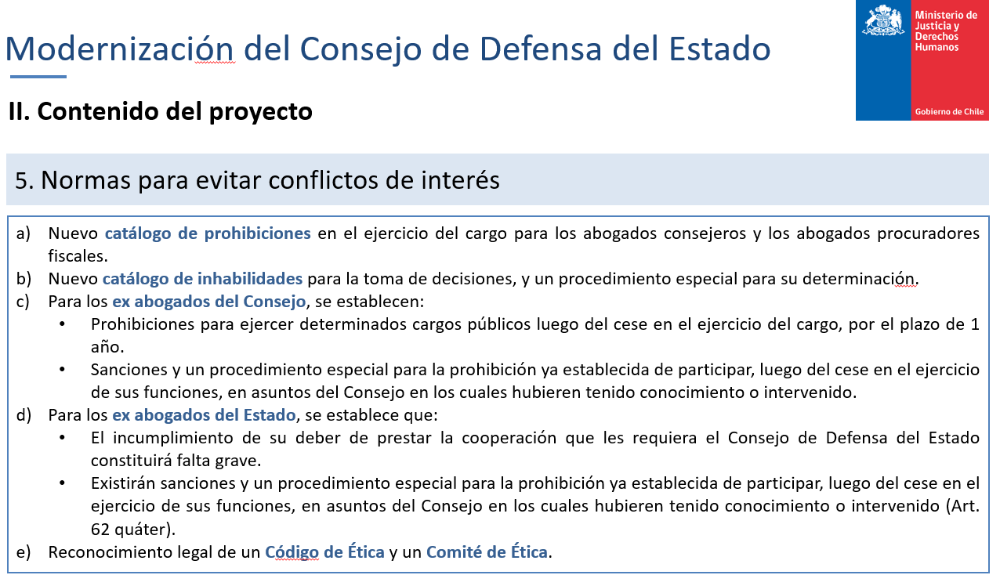 Modernización del Consejo de Defensa del Estado
Ministerio de
Justicia y
Derechos
Humanos
Gobierno de Chile
II. Contenido del proyecto
5. Normas para evitar conflictos de interés
a) Nuevo catálogo de prohibiciones en el ejercicio del cargo para los abogados consejeros y los abogados procuradores
fiscales.
b) Nuevo catálogo de inhabilidades para la toma de decisiones, y un procedimiento especial para su determinación.
c) Para los ex abogados del Consejo, se establecen:
• Prohibiciones para ejercer determinados cargos públicos luego del cese en el ejercicio del cargo, por el plazo de 1
año.
• Sanciones y un procedimiento especial para la prohibición ya establecida de participar, luego del cese en el ejercicio
de sus funciones, en asuntos del Consejo en los cuales hubieren tenido conocimiento o intervenido.
d) Para los ex abogados del Estado, se establece que:
• El incumplimiento de su deber de prestar la cooperación que les requiera el Consejo de Defensa del Estado
constituirá falta grave.
• Existirán sanciones y un procedimiento especial para la prohibición ya establecida de participar, luego del cese en el
ejercicio de sus funciones, en asuntos del Consejo en los cuales hubieren tenido conocimiento o intervenido (Art.
62 quáter).
e) Reconocimiento legal de un Código de Ética y un Comité de Ética.